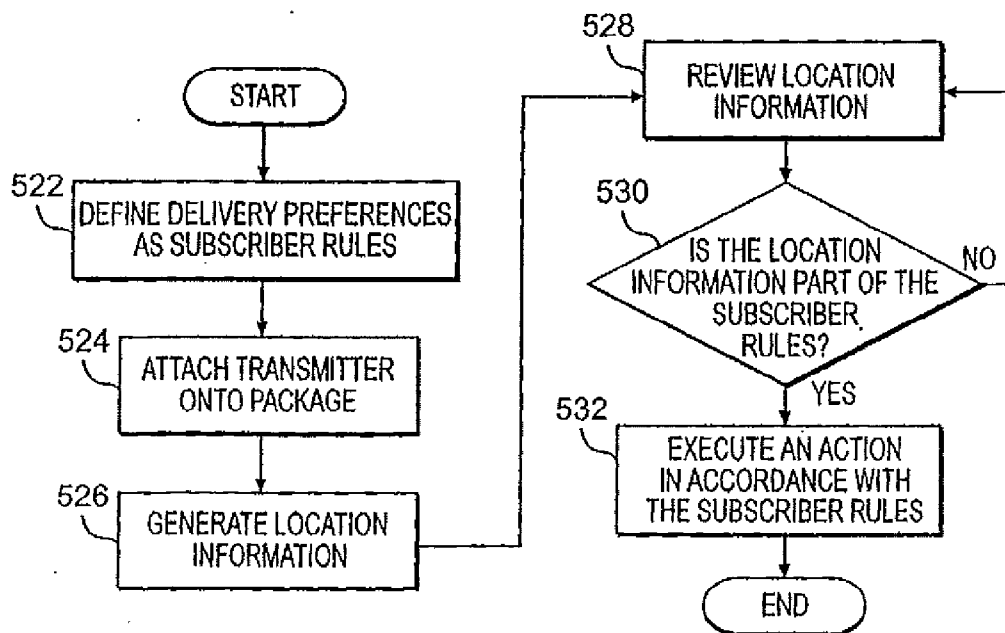 START
522
DEFINE DELIVERY PREFERENCES
AS SUBSCRIBER RULES
524
ATTACH TRANSMITTER
ONTO PACKAGE
526
GENERATE LOCATION
INFORMATION
528
REVIEW LOCATION
INFORMATION
530
IS THE LOCATION
INFORMATION PART OF THE
SUBSCRIBER
RULES?
NO
YES
532
EXECUTE AN ACTION
IN ACCORDANCE WITH
THE SUBSCRIBER RULES
END